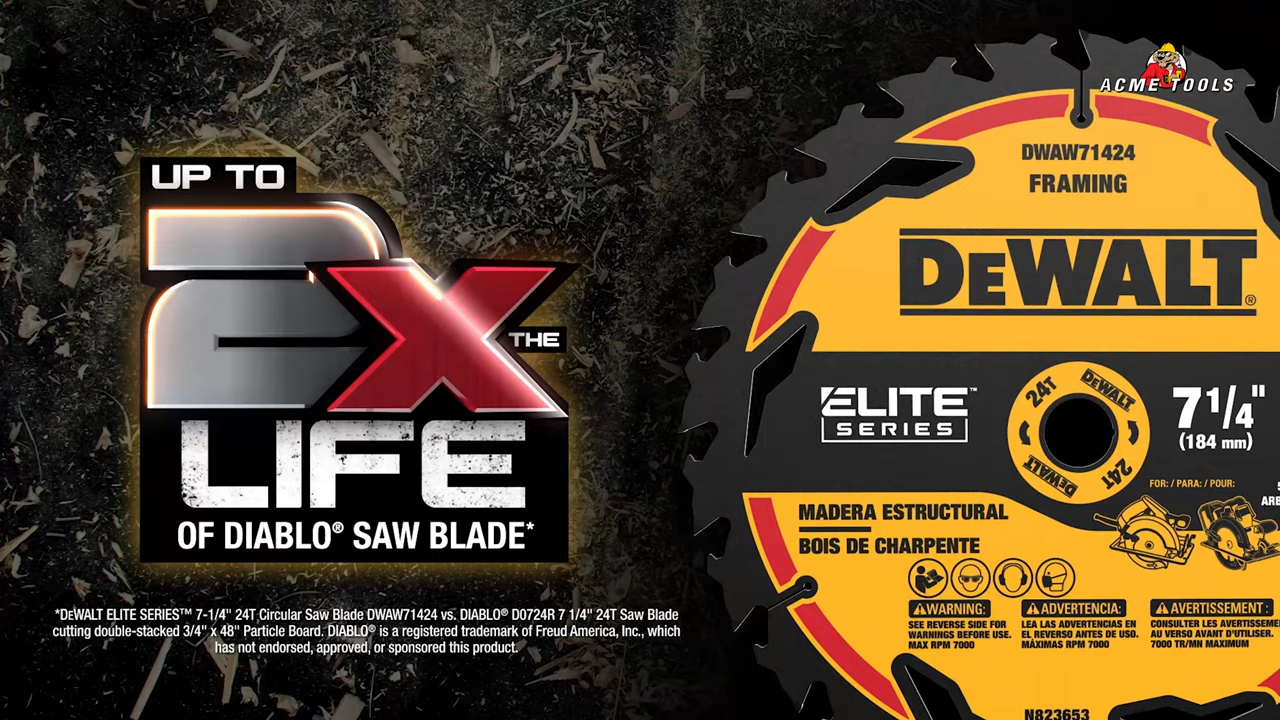 ACME TOOLS
UP TO
2X
THE
LIFE
OF DIABLO® SAW BLADE*
*DEWALT ELITE SERIES™ 7-1/4" 24T Circular Saw Blade DWAW71424 vs. DIABLO® D0724R 7 1/4" 24T Saw Blade
cutting double-stacked 3/4" x 48" Particle Board. DIABLO® is a registered trademark of Freud America, Inc., which
has not endorsed, approved, or sponsored this product.
DWAW71424
FRAMING
DEWALT®
ELITE™
SERIES
24T
DEWALT
24T
DEWALT
7 1/4"
(184 mm)
FOR: / PARA: / POUR:
MADERA ESTRUCTURAL
BOIS DE CHARPENTE
WARNING:
SEE REVERSE SIDE FOR
WARNINGS BEFORE USE.
MAX RPM 7000
ADVERTENCIA:
LEA LAS ADVERTENCIAS EN
EL REVERSO ANTES DE USO.
MÁXIMAS RPM 7000
AVERTISSEMENT:
CONSULTER LES AVERTISSEME
AU VERSO AVANT D'UTILISER.
7000 TR/MN MAXIMUM
N823653